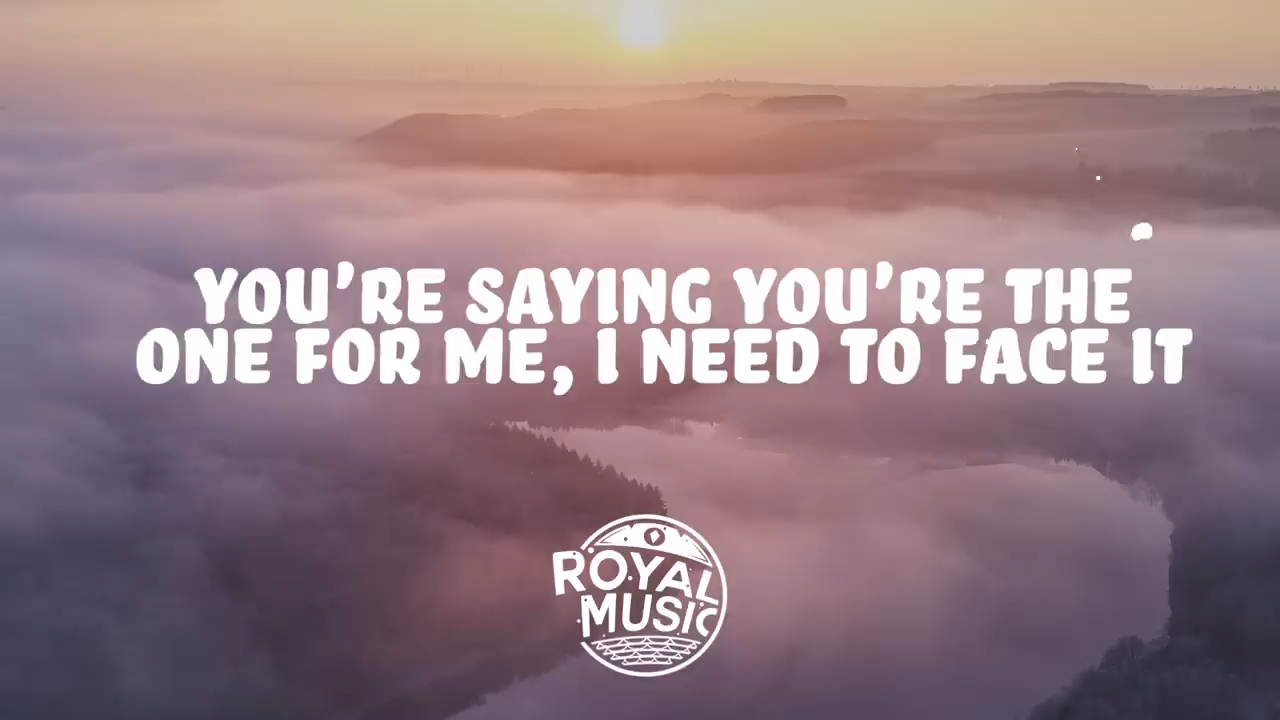 YOU'RE SAYING YOU'RE THE
ONE FOR ME, I NEED TO FACE IT
ROYAL
MUSIC